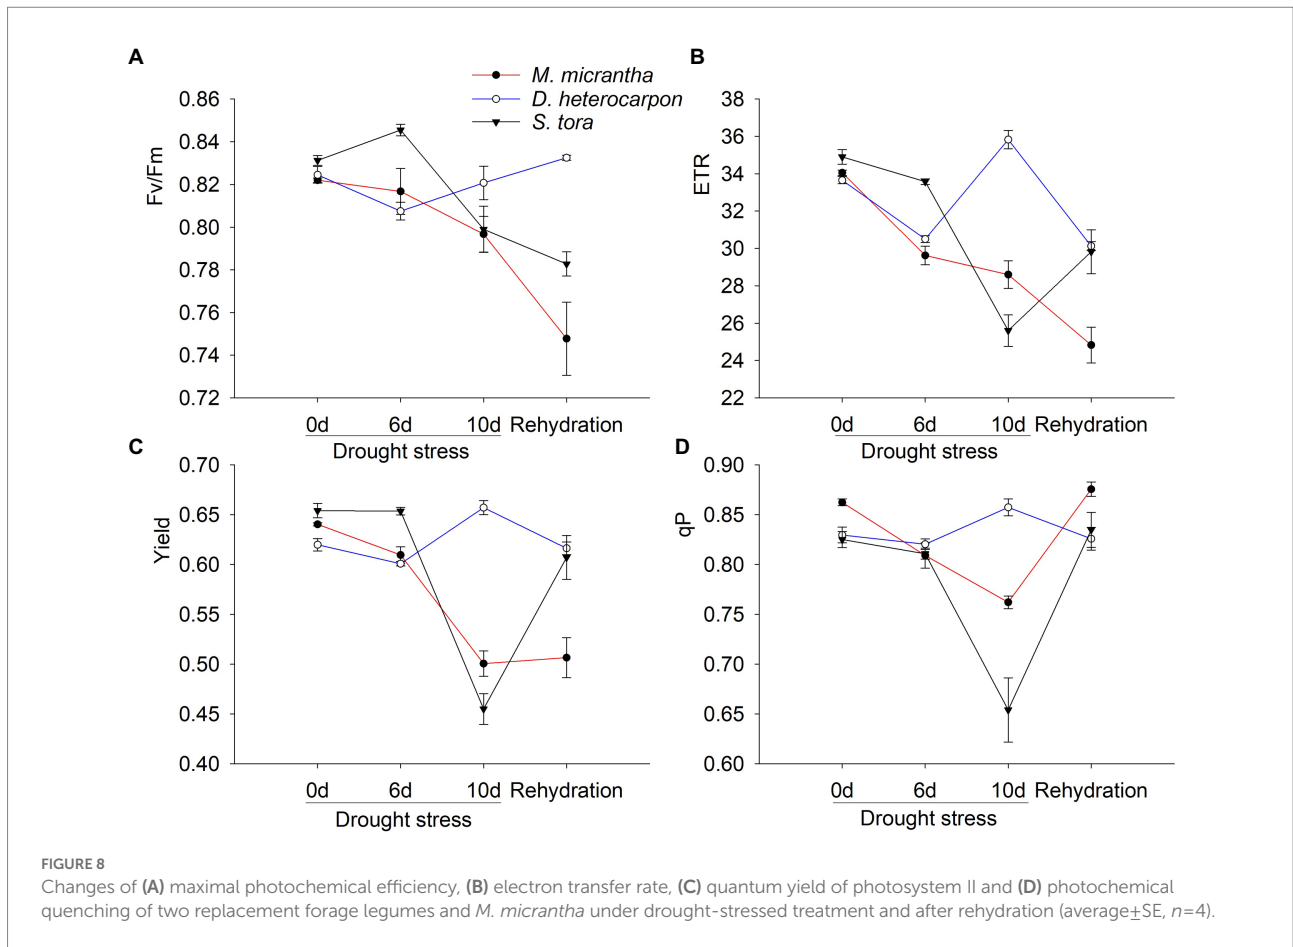 A
B
M. micrantha
D. heterocarpon
S. tora
0.86
0.84
0.82
0.80
0.78
0.76
0.74
0.72
Fv/Fm
0d 6d 10d Rehydration
Drought stress
38
36
34
32
30
28
26
24
22
ETR
0d 6d 10d Rehydration
Drought stress
C
D
0.70
0.65
0.60
0.55
0.50
0.45
0.40
Yield
0d 6d 10d Rehydration
Drought stress
0.90
0.85
0.80
0.75
0.70
0.65
0.60
qP
0d 6d 10d Rehydration
Drought stress
FIGURE 8
Changes of (A) maximal photochemical efficiency, (B) electron transfer rate, (C) quantum yield of photosystem II and (D) photochemical
quenching of two replacement forage legumes and M. micrantha under drought-stressed treatment and after rehydration (average±SE, n=4).